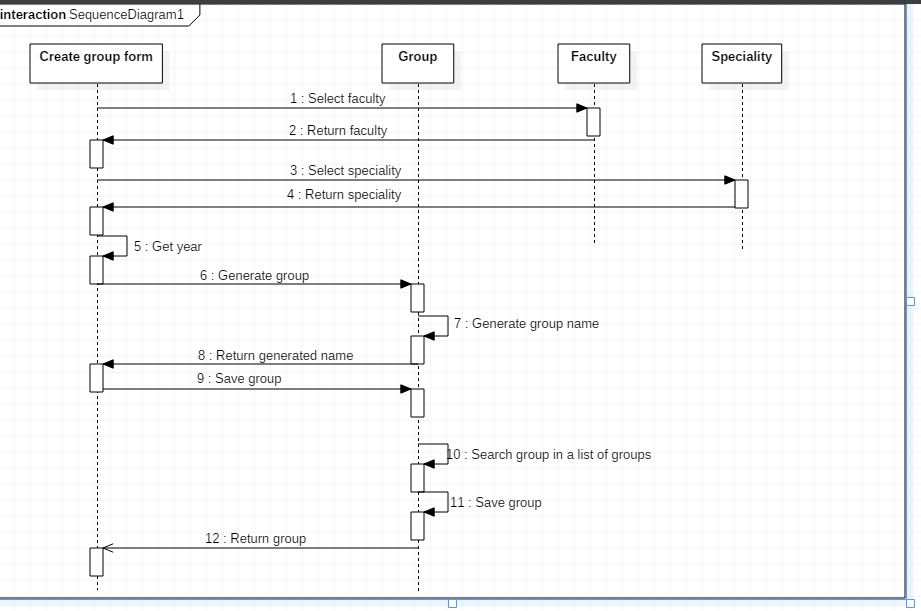 interaction SequenceDiagram1
Create group form
Group
Faculty
Speciality
1 : Select faculty
2 : Return faculty
3 : Select speciality
4 : Return speciality
5 : Get year
6 : Generate group
7 : Generate group name
8 : Return generated name
9 : Save group
10 : Search group in a list of groups
11 : Save group
12 : Return group